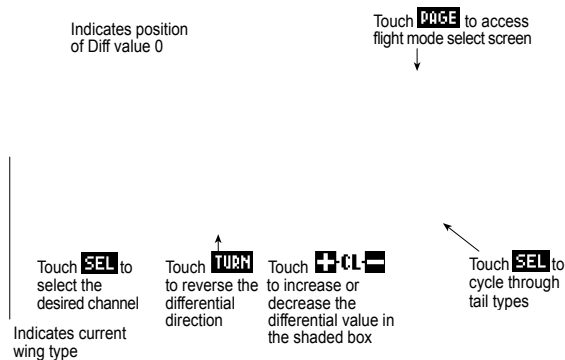 Indicates position
of Diff value 0
Touch PAGE to access
flight mode select screen
Touch SEL to
select the
desired channel
Touch TURN
to reverse the
differential
direction
Touch +-CL--
to increase or
decrease the
differential value in
the shaded box
Touch SEL to
cycle through
tail types
Indicates current
wing type